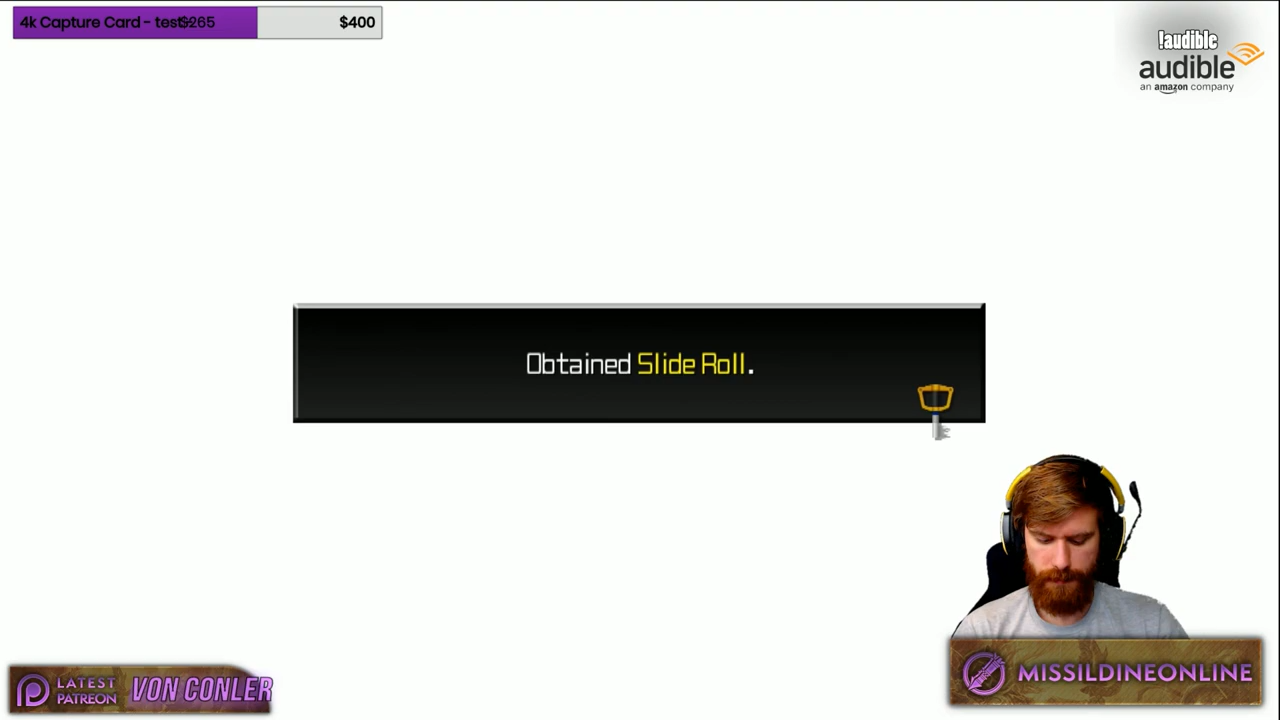 4k Capture Card - test $265
$400
!audible
audible
an amazon company
Obtained Slide Roll.
LATEST
PATREON
VON CONLER
MISSILDINEONLINE